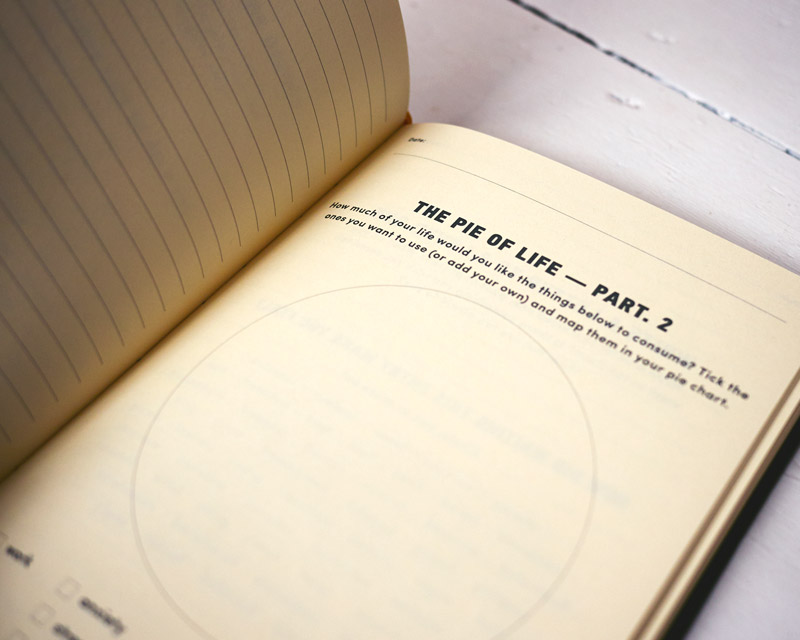 Date:
THE PIE OF LIFE — PART. 2
How much of your life would you like the things below to consume? Tick the
ones you want to use (or add your own) and map them in your pie chart.
work
anxiety